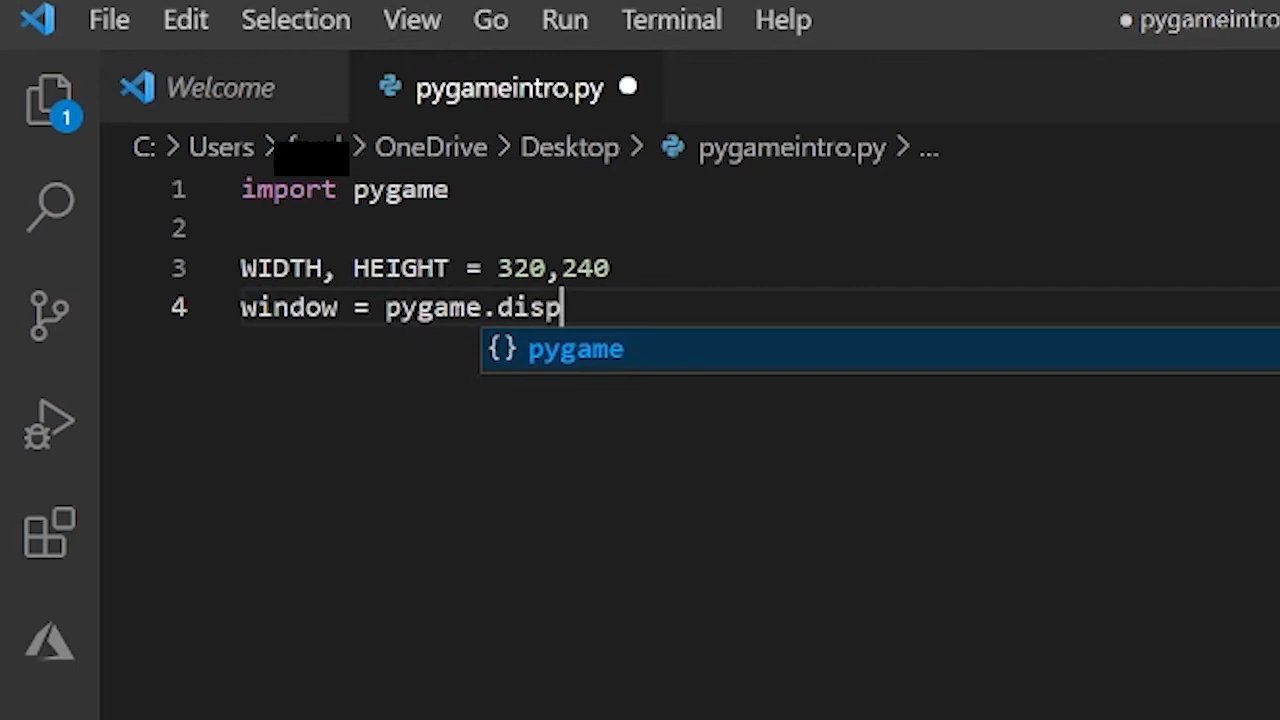 File Edit Selection View Go Run Terminal Help ● pygameintro
Welcome pygameintro.py ●
1
C: > Users > > OneDrive > Desktop > pygameintro.py > ...
1 import pygame
2
3 WIDTH, HEIGHT = 320,240
4 window = pygame.disp
{} pygame